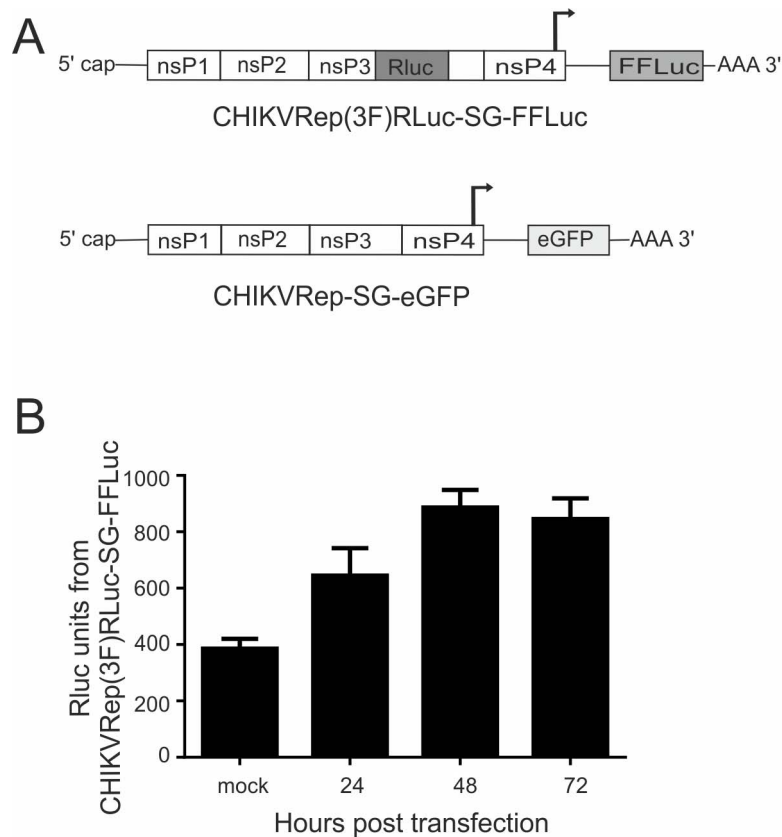 A
5' cap nsP1 nsP2 nsP3 Rluc nsP4 FFLuc AAA 3'
CHIKVRep(3F)RLuc-SG-FFLuc
5' cap nsP1 nsP2 nsP3 nsP4 eGFP AAA 3'
CHIKVRep-SG-eGFP
B
Rluc units from
CHIKVRep(3F)RLuc-SG-FFLuc
1000
800
600
400
200
0
mock 24 48 72
Hours post transfection